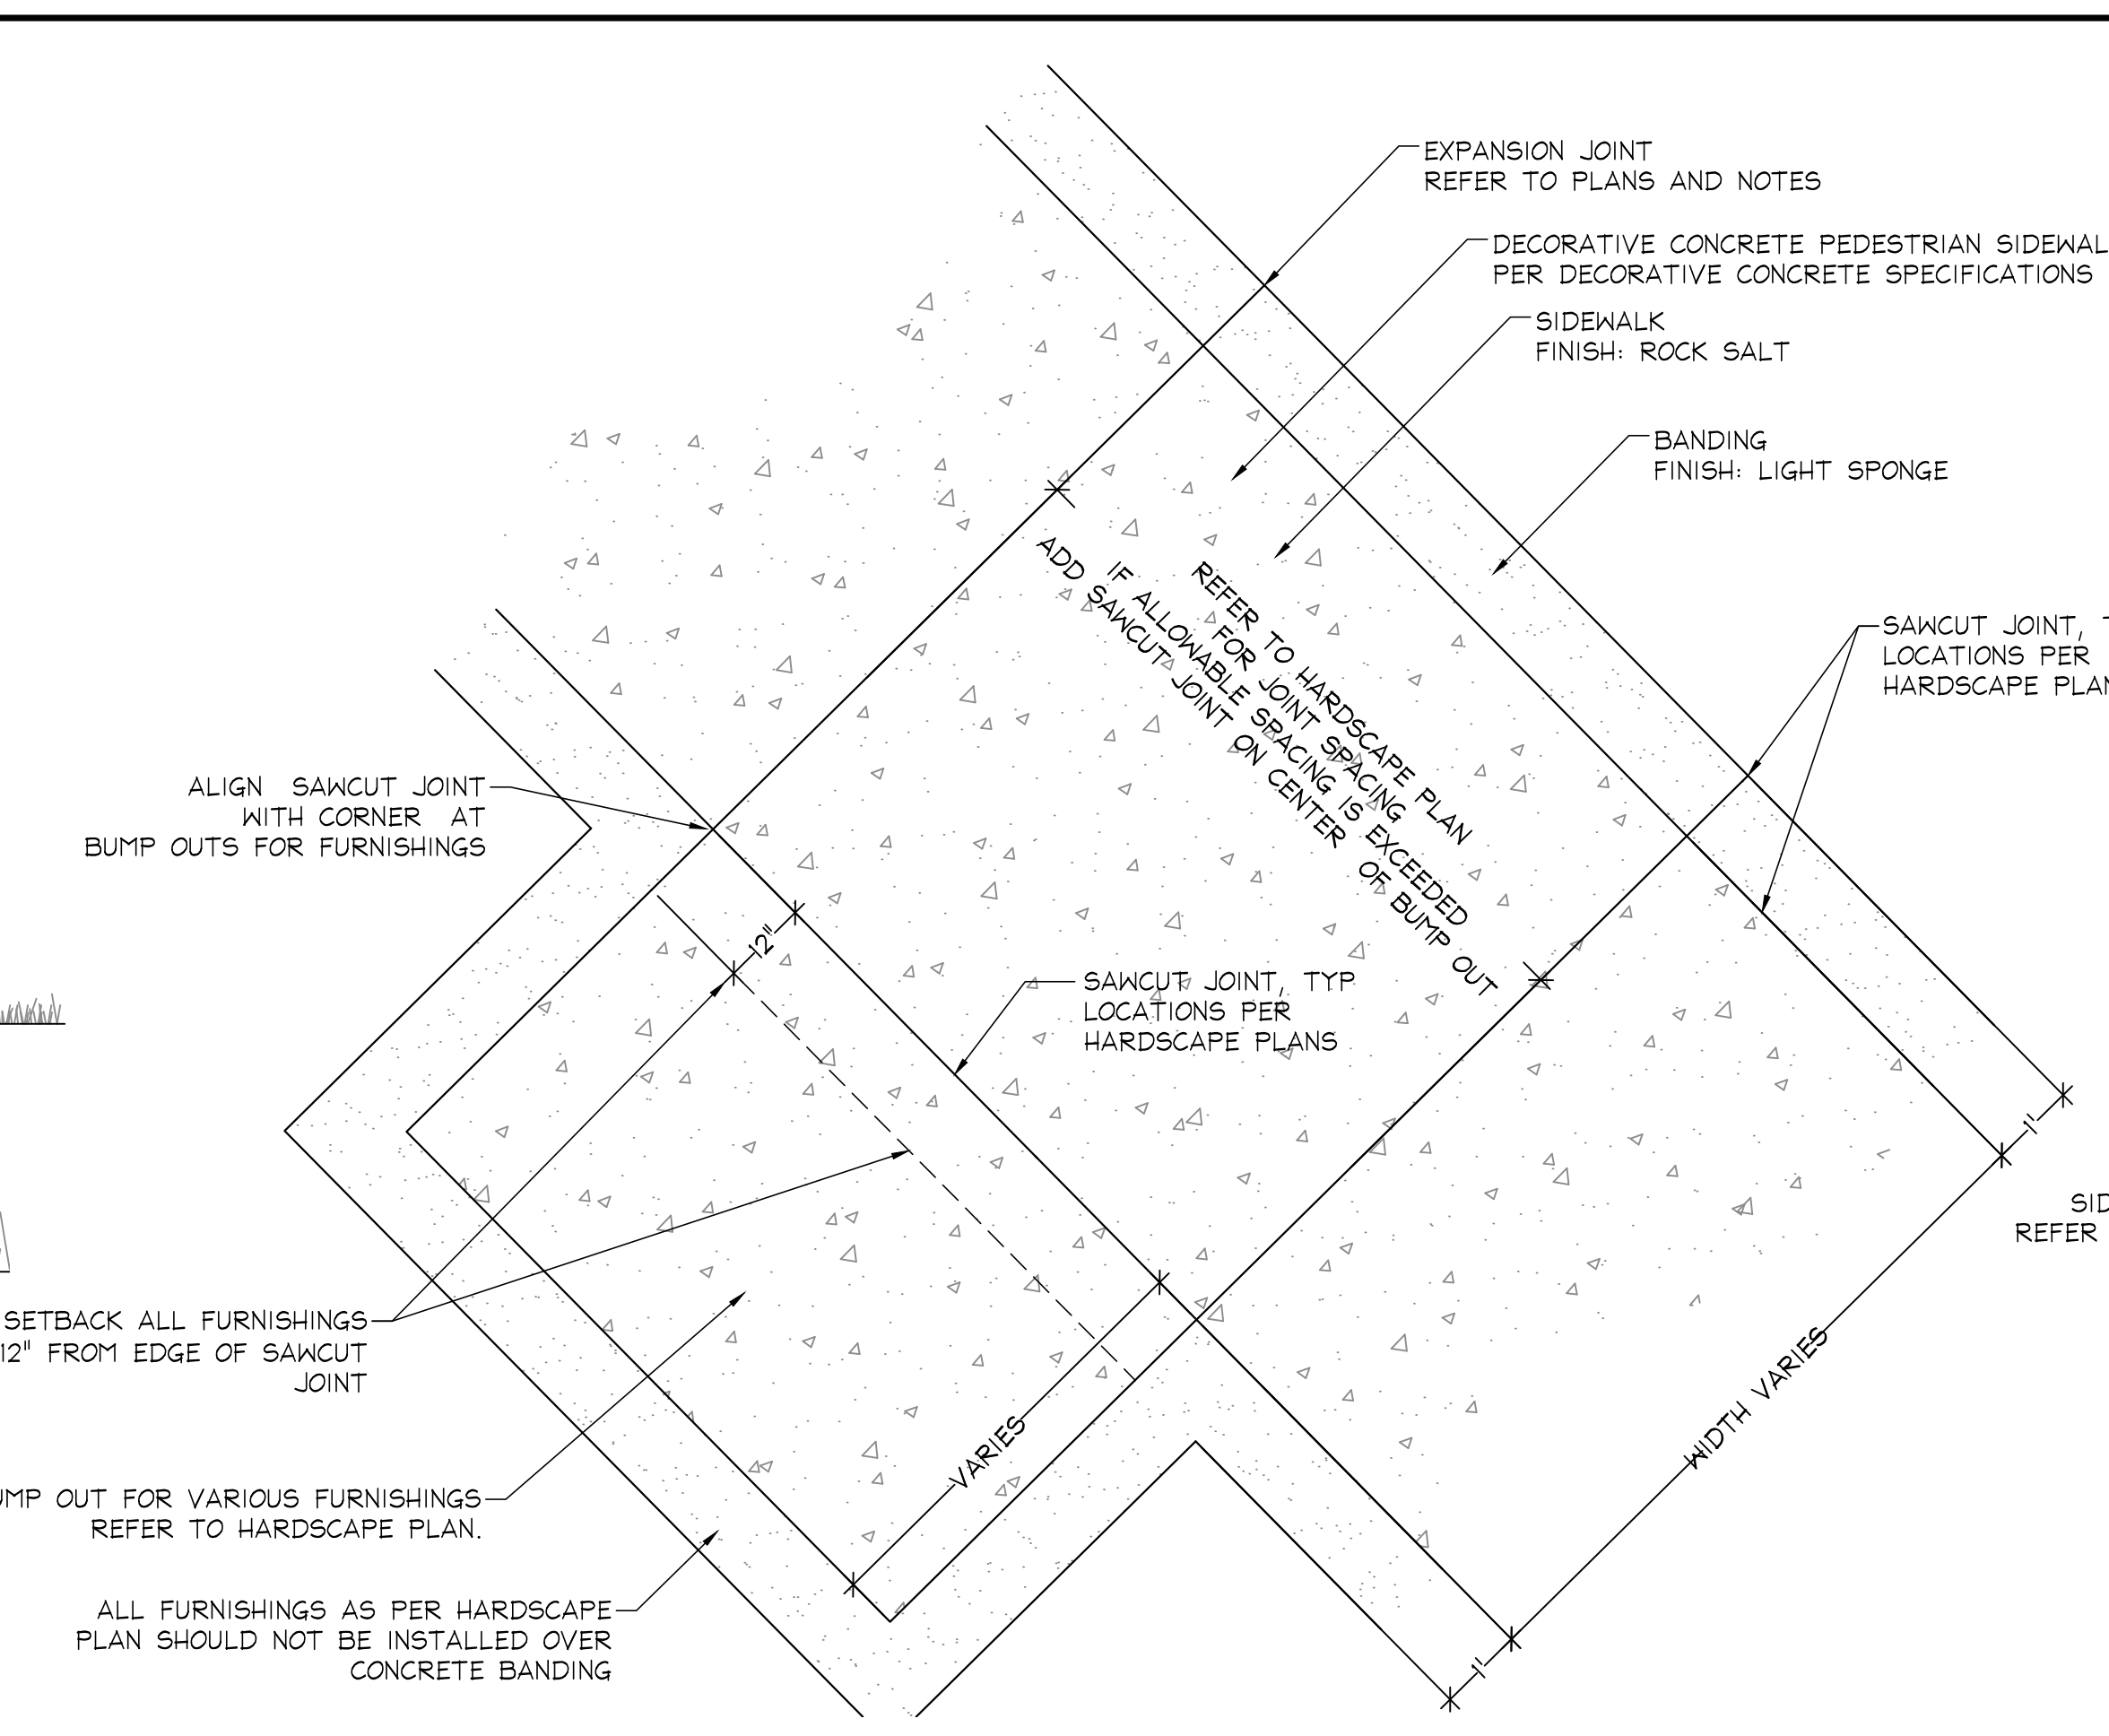 EXPANSION JOINT
REFER TO PLANS AND NOTES
DECORATIVE CONCRETE PEDESTRIAN
PER DECORATIVE CONCRETE SPECIFICATIONS
SIDEWALK
FINISH: ROCK SALT
BANDING
FINISH: LIGHT SPONGE
SAWCUT JOINT,
LOCATIONS PER
HARDSCAPE
REFER TO HARDSCAPE PLAN
FOR JOINT SPACING
IF ALLOWABLE SPACING IS EXCEEDED
ADD SAWCUT JOINT ON CENTER OF BUMP OUT
ALIGN SAWCUT JOINT
WITH CORNER AT
BUMP OUTS FOR FURNISHINGS
12"
SAWCUT JOINT, TYP
LOCATIONS PER
HARDSCAPE PLANS
1'
REFER
SETBACK ALL FURNISHINGS
12" FROM EDGE OF SAWCUT
JOINT
VARIES
WIDTH VARIES
OUT FOR VARIOUS FURNISHINGS
REFER TO HARDSCAPE PLAN.
ALL FURNISHINGS AS PER HARDSCAPE
PLAN SHOULD NOT BE INSTALLED OVER
CONCRETE BANDING
1'